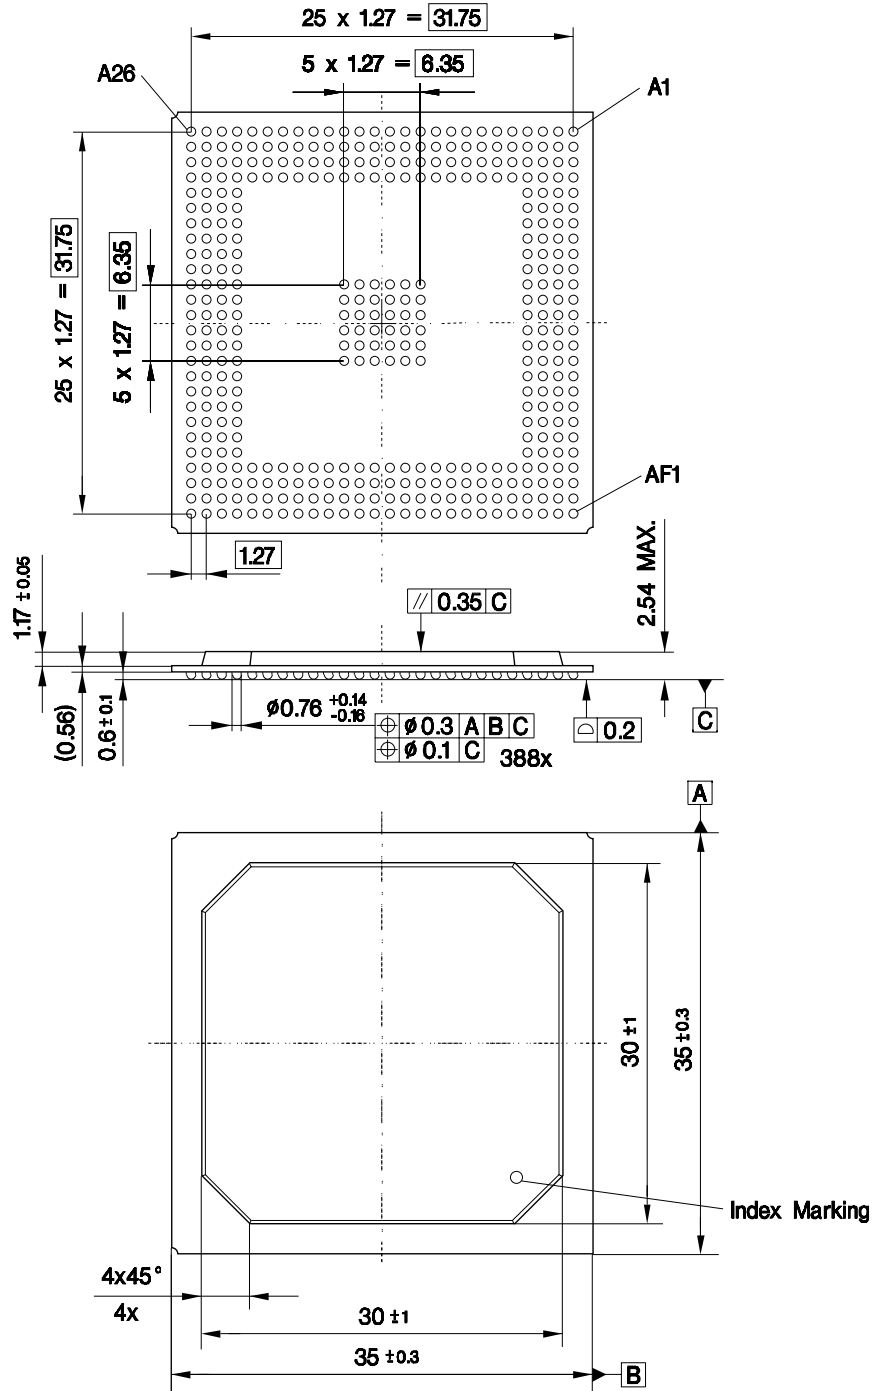 25 x 1.27 = 31.75
5 x 1.27 = 6.35
A26
A1
25 x 1.27 = 31.75
5 x 1.27 = 6.35
AF1
1.27
1.17 ±0.05
2.54 MAX.
// 0.35 C
(0.56)
0.6 ±0.1
Ø0.76 +0.14
-0.16
⌖ Ø0.3 A B C
⌖ Ø0.1 C
388x
⌓ 0.2
C
A
30 ±1
35 ±0.3
Index Marking
4x45°
4x
30 ±1
35 ±0.3
B